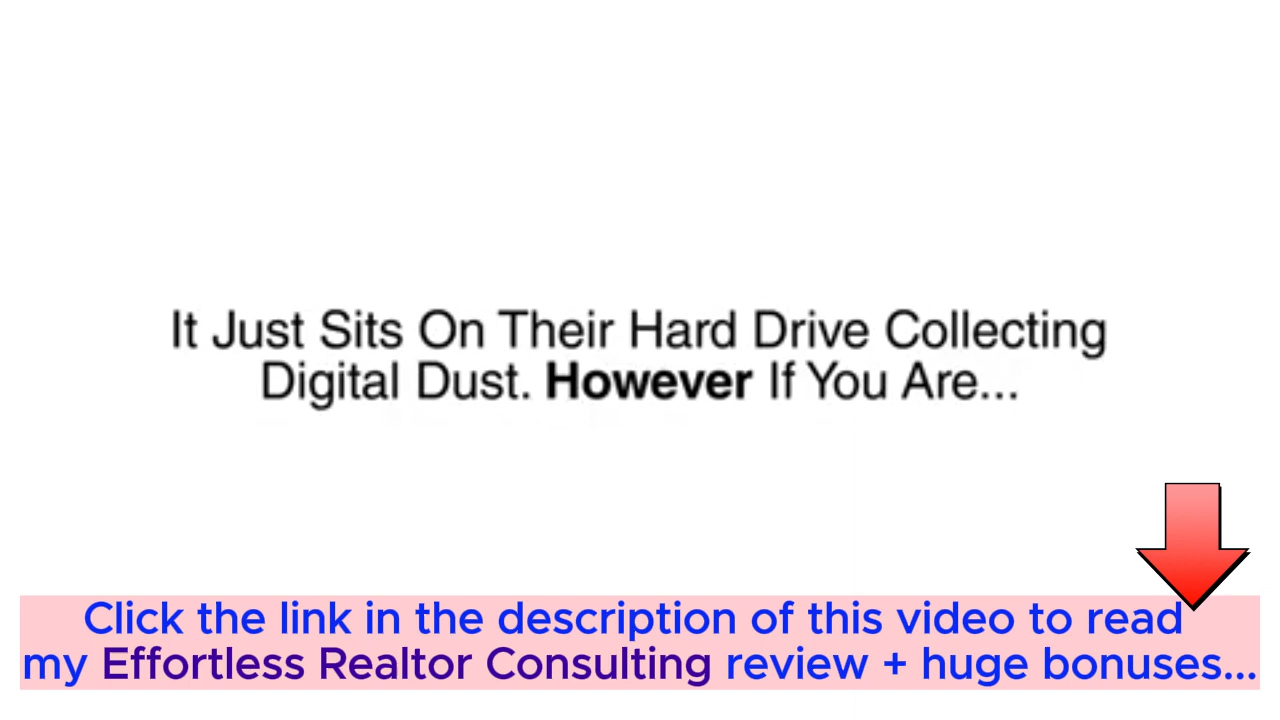 It Just Sits On Their Hard Drive Collecting
Digital Dust. However If You Are...
Click the link in the description of this video to read
my Effortless Realtor Consulting review + huge bonuses...